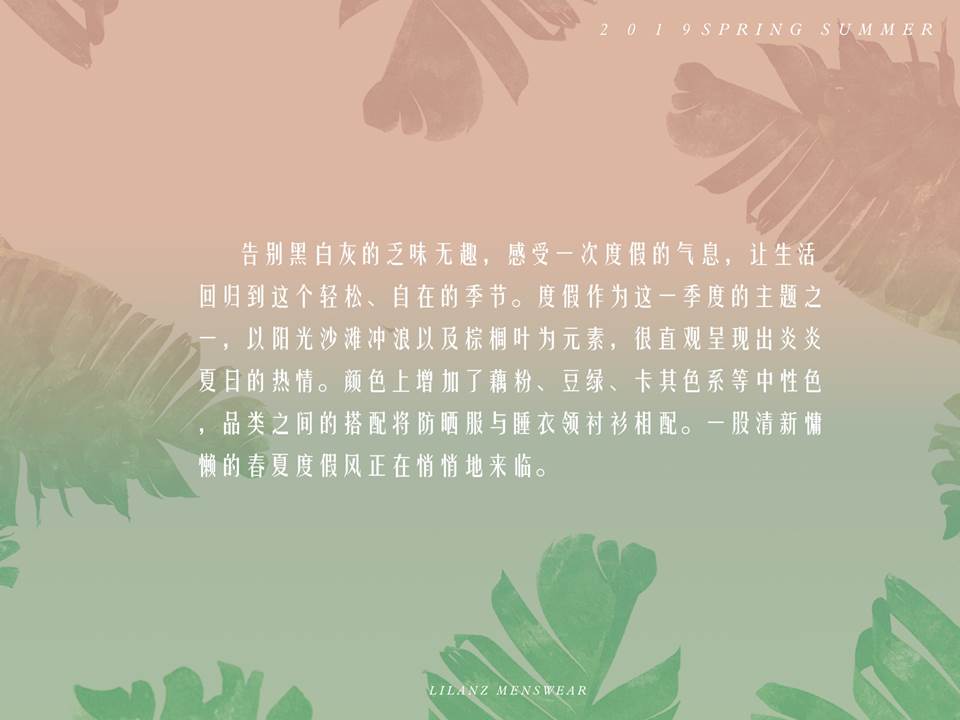 2 0 1 9 SPRING SUMMER
告别黑白灰的乏味无趣，感受一次度假的气息，让生活
回归到这个轻松、自在的季节。度假作为这一季度的主题之
一，以阳光沙滩冲浪以及棕榈叶为元素，很直观呈现出炎炎
夏日的热情。颜色上增加了藕粉、豆绿、卡其色系等中性色
，品类之间的搭配将防晒服与睡衣领衬衫相配。一股清新慵
懒的春夏度假风正在悄悄地来临。
LILANZ MENSWEAR